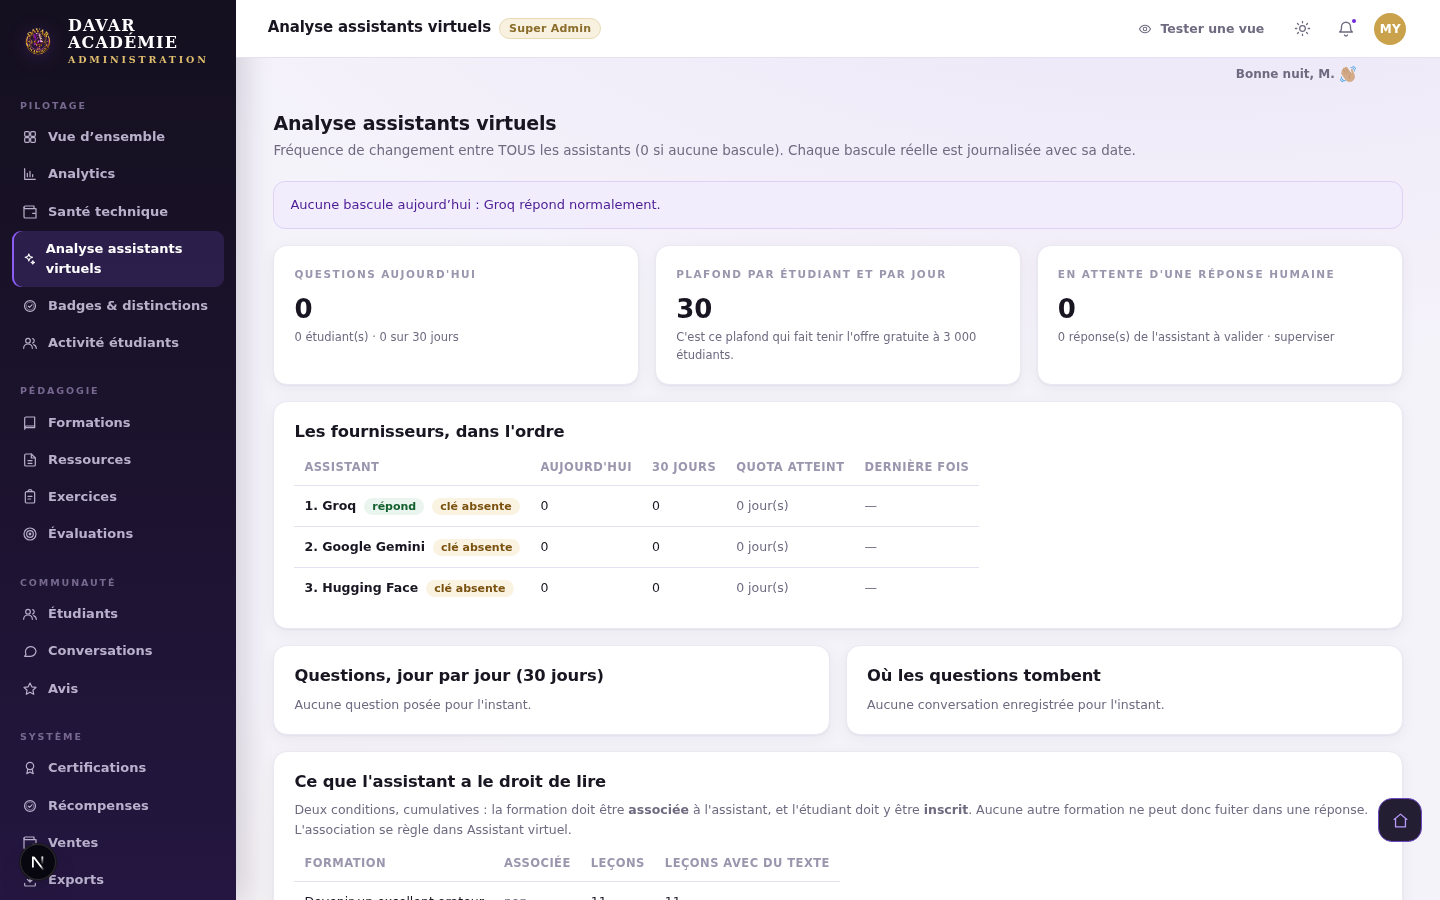 DAVAR
ACADÉMIE
ADMINISTRATION
PILOTAGE
Vue d’ensemble
Analytics
Santé technique
Analyse assistants
virtuels
Badges & distinctions
Activité étudiants
PÉDAGOGIE
Formations
Ressources
Exercices
Évaluations
COMMUNAUTÉ
Étudiants
Conversations
Avis
SYSTÈME
Certifications
Récompenses
Ventes
Exports
N
Analyse assistants virtuels Super Admin
Tester une vue
MY
Bonne nuit, M. 👋🏽
Analyse assistants virtuels
Fréquence de changement entre TOUS les assistants (0 si aucune bascule). Chaque bascule réelle est journalisée avec sa date.
Aucune bascule aujourd’hui : Groq répond normalement.
QUESTIONS AUJOURD'HUI
0
0 étudiant(s) · 0 sur 30 jours
PLAFOND PAR ÉTUDIANT ET PAR JOUR
30
C'est ce plafond qui fait tenir l'offre gratuite à 3 000
étudiants.
EN ATTENTE D'UNE RÉPONSE HUMAINE
0
0 réponse(s) de l'assistant à valider · superviser
Les fournisseurs, dans l'ordre
ASSISTANT AUJOURD'HUI 30 JOURS QUOTA ATTEINT DERNIÈRE FOIS
1. Groq répond clé absente 0 0 0 jour(s) —
2. Google Gemini clé absente 0 0 0 jour(s) —
3. Hugging Face clé absente 0 0 0 jour(s) —
Questions, jour par jour (30 jours)
Aucune question posée pour l'instant.
Où les questions tombent
Aucune conversation enregistrée pour l'instant.
Ce que l'assistant a le droit de lire
Deux conditions, cumulatives : la formation doit être associée à l'assistant, et l'étudiant doit y être inscrit. Aucune autre formation ne peut donc fuiter dans une réponse.
L'association se règle dans Assistant virtuel.
FORMATION ASSOCIÉE LEÇONS LEÇONS AVEC DU TEXTE
Devenir un excellent orateur non 11 11